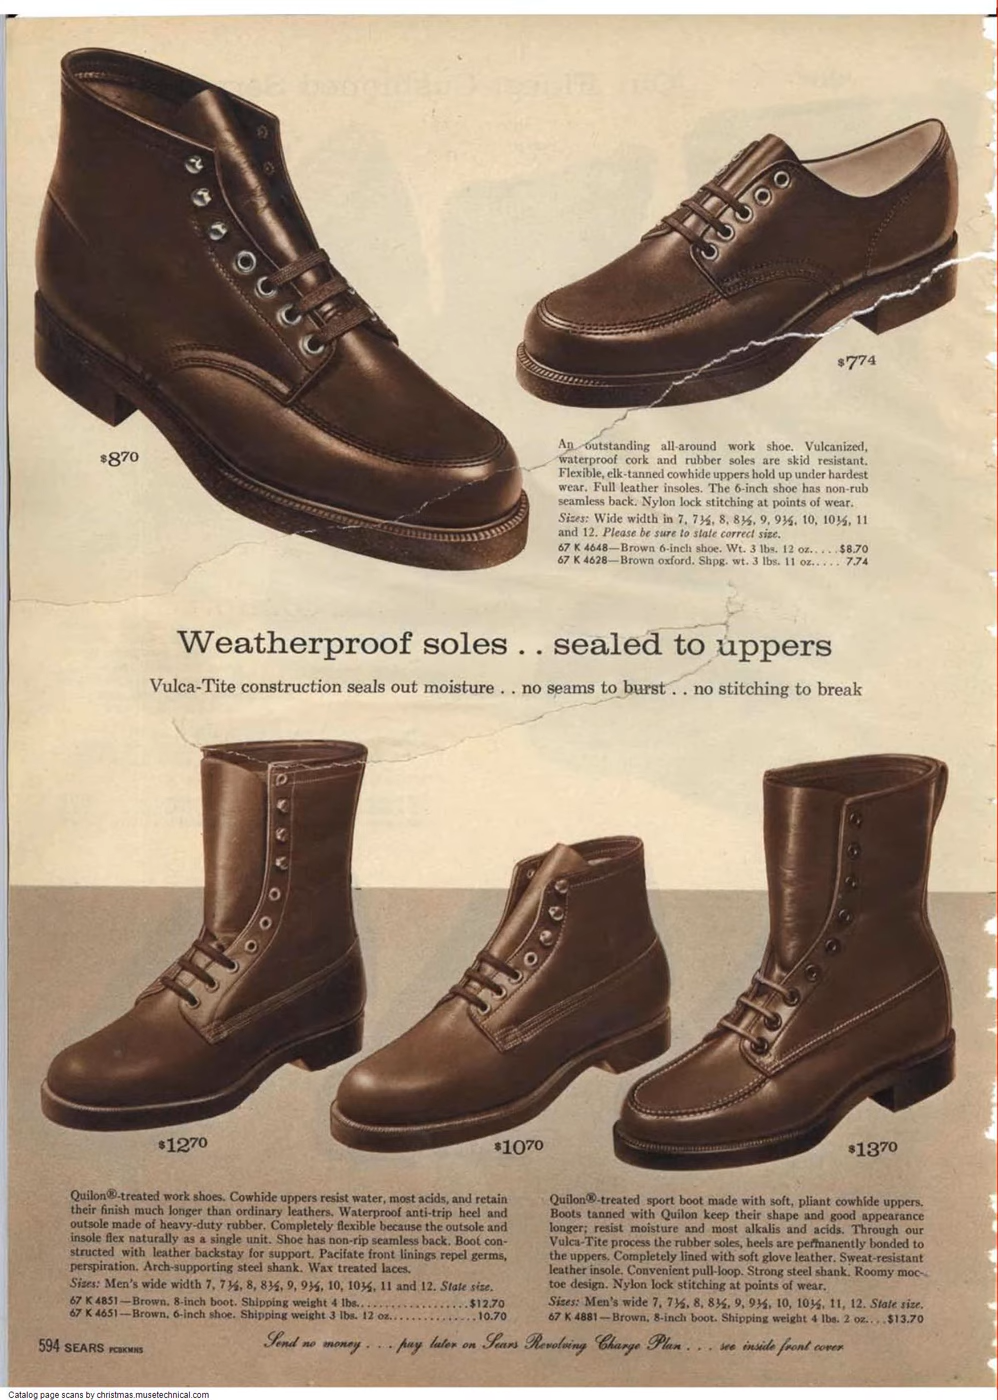 $8.70
$7.74
An outstanding all-around work shoe. Vulcanized,
waterproof cork and rubber soles are skid resistant.
Flexible, elk-tanned cowhide uppers hold up under hardest
wear. Full leather insoles. The 6-inch shoe has non-rub
seamless back. Nylon lock stitching at points of wear.
Sizes: Wide width in 7, 7½, 8, 8½, 9, 9½, 10, 10½, 11
and 12. Please be sure to state correct size.
67 K 4648—Brown 6-inch shoe. Wt. 3 lbs. 12 oz.....$8.70
67 K 4628—Brown oxford. Shpg. wt. 3 lbs. 11 oz..... 7.74
Weatherproof soles . . sealed to uppers
Vulca-Tite construction seals out moisture . . no seams to burst . . no stitching to break
$12.70
$10.70
$13.70
Quilon®-treated work shoes. Cowhide uppers resist water, most acids, and retain
their finish much longer than ordinary leathers. Waterproof anti-trip heel and
outsole made of heavy-duty rubber. Completely flexible because the outsole and
insole flex naturally as a single unit. Shoe has non-rip seamless back. Boot con-
structed with leather backstay for support. Pacifate front linings repel germs,
perspiration. Arch-supporting steel shank. Wax treated laces.
Sizes: Men's wide width 7, 7½, 8, 8½, 9, 9½, 10, 10½, 11 and 12. State size.
67 K 4851—Brown. 8-inch boot. Shipping weight 4 lbs...................$12.70
67 K 4651—Brown. 6-inch shoe. Shipping weight 3 lbs. 12 oz...............10.70
Quilon®-treated sport boot made with soft, pliant cowhide uppers.
Boots tanned with Quilon keep their shape and good appearance
longer; resist moisture and most alkalis and acids. Through our
Vulca-Tite process the rubber soles, heels are permanently bonded to
the uppers. Completely lined with soft glove leather. Sweat-resistant
leather insole. Convenient pull-loop. Strong steel shank. Roomy moc-
toe design. Nylon lock stitching at points of wear.
Sizes: Men's wide 7, 7½, 8, 8½, 9, 9½, 10, 10½, 11, 12. State size.
67 K 4881—Brown. 8-inch boot. Shipping weight 4 lbs. 2 oz....$13.70
594 SEARS PCBKMNS
Send no money . . . pay later on Sears Revolving Charge Plan . . . see inside front cover
Catalog page scans by christmas.musetechnical.com